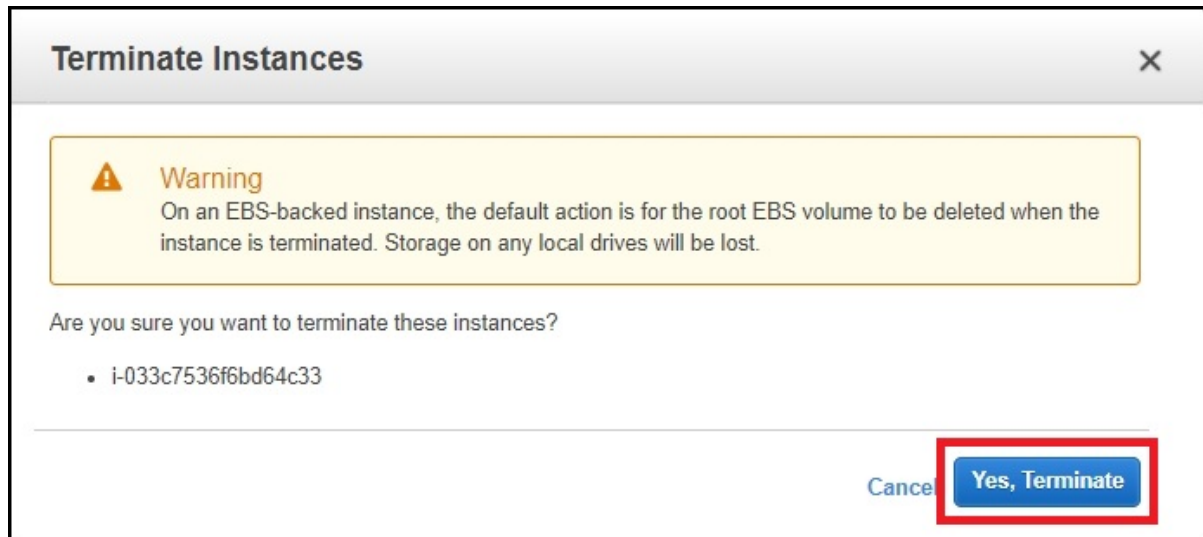 Terminate Instances
Warning
On an EBS-backed instance, the default action is for the root EBS volume to be deleted when the
instance is terminated. Storage on any local drives will be lost.
Are you sure you want to terminate these instances?
• i-033c7536f6bd64c33
Cancel
Yes, Terminate